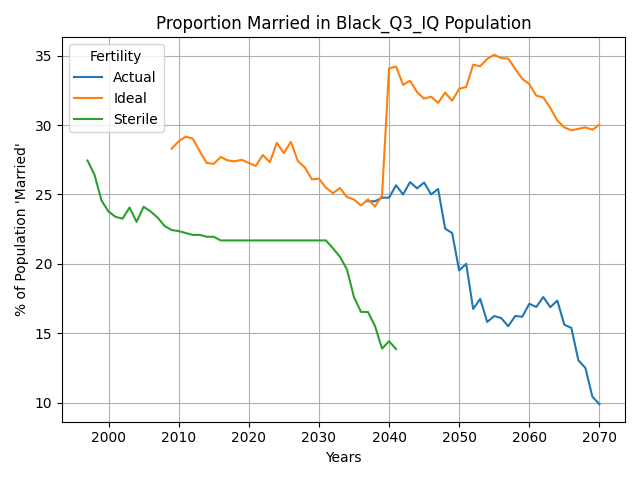 Proportion Married in Black_Q3_IQ Population
% of Population 'Married'
35
30
25
20
15
10
Fertility
Actual
Ideal
Sterile
2000 2010 2020 2030 2040 2050 2060 2070
Years